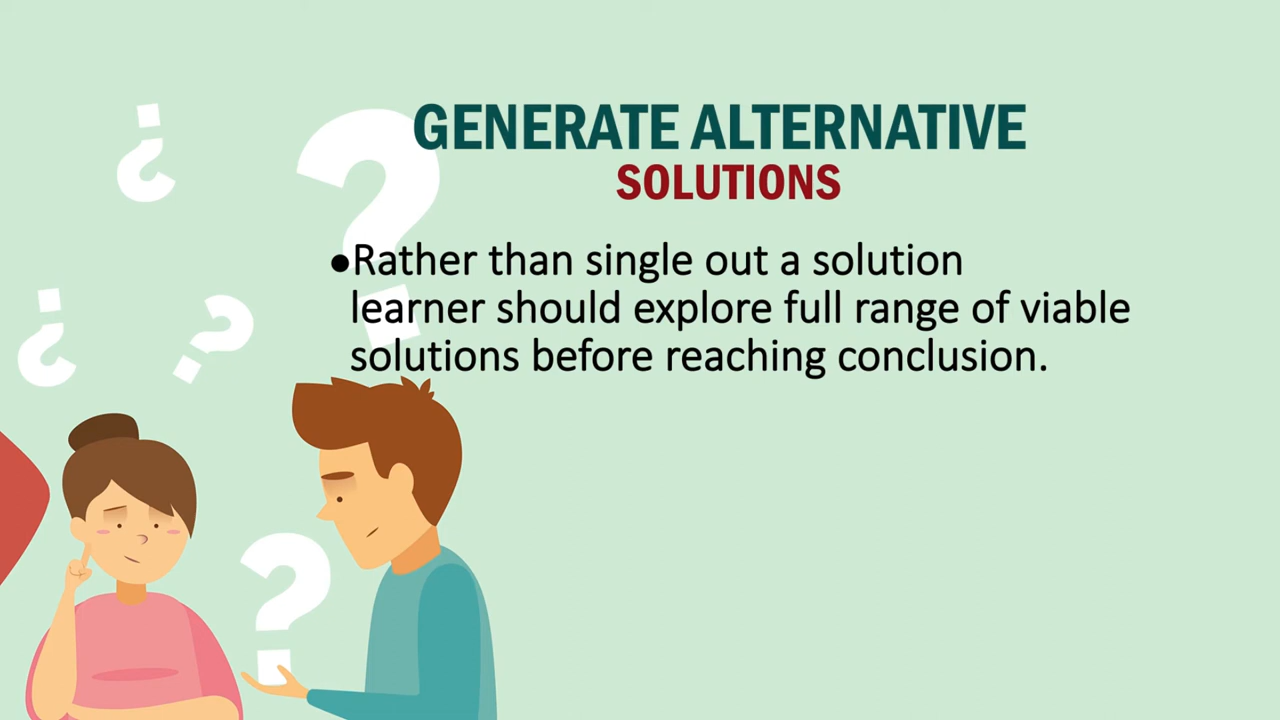 GENERATE ALTERNATIVE
SOLUTIONS
●Rather than single out a solution
learner should explore full range of viable
solutions before reaching conclusion.